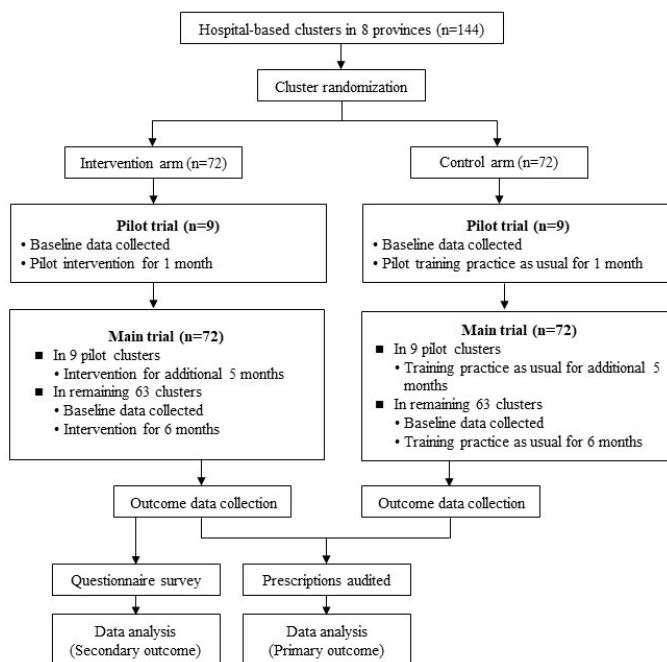 Hospital-based clusters in 8 provinces (n=144)
Cluster randomization
Intervention arm (n=72)
Control arm (n=72)
Pilot trial (n=9)
• Baseline data collected
• Pilot intervention for 1 month
Pilot trial (n=9)
• Baseline data collected
• Pilot training practice as usual for 1 month
Main trial (n=72)
■ In 9 pilot clusters
• Intervention for additional 5 months
■ In remaining 63 clusters
• Baseline data collected
• Intervention for 6 months
Main trial (n=72)
■ In 9 pilot clusters
• Training practice as usual for additional 5
months
■ In remaining 63 clusters
• Baseline data collected
• Training practice as usual for 6 months
Outcome data collection
Outcome data collection
Questionnaire survey
Prescriptions audited
Data analysis
(Secondary outcome)
Data analysis
(Primary outcome)